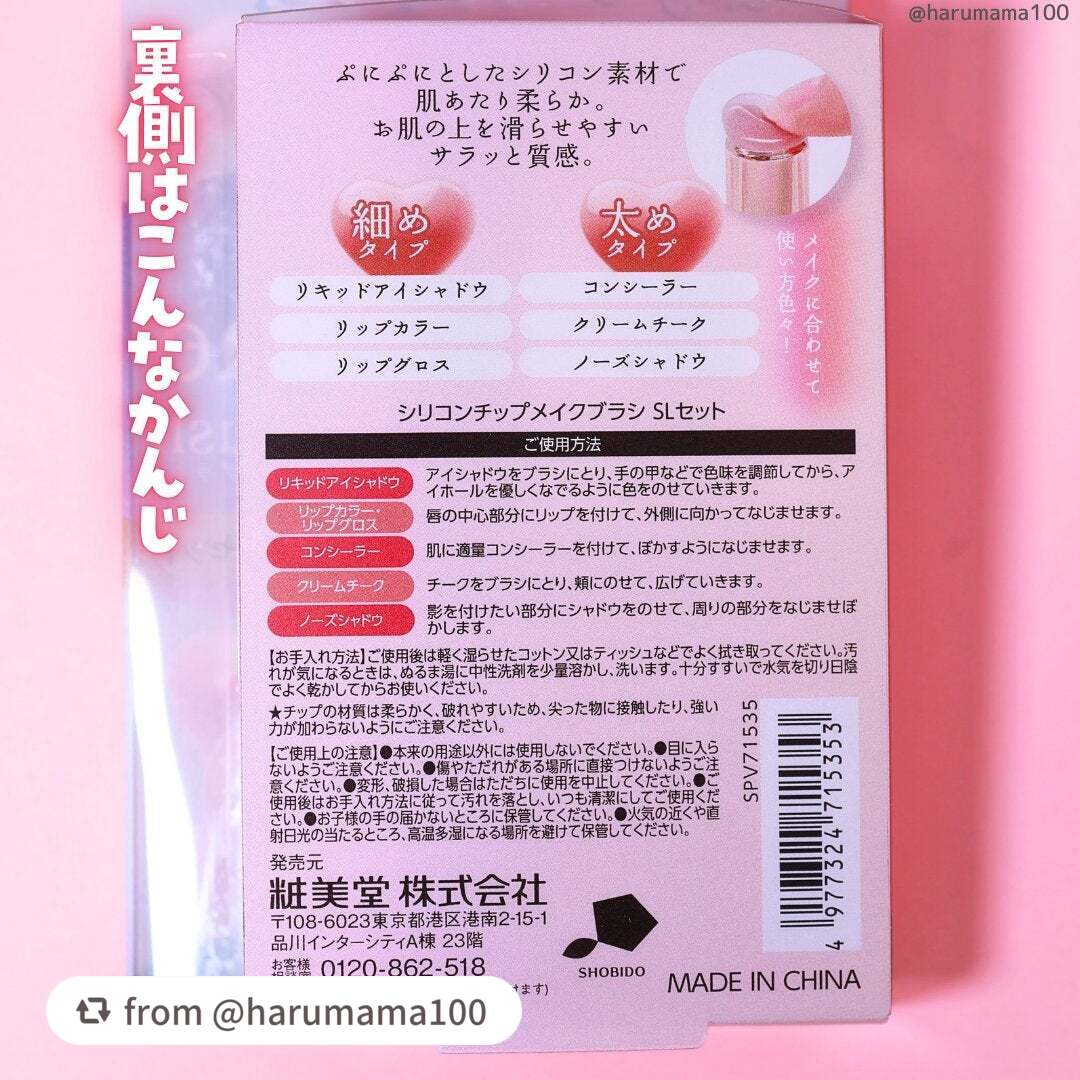 @harumama100
裏側はこんなかんじ
ぷにぷにとしたシリコン素材で
肌あたり柔らか。
お肌の上を滑らせやすい
サラッと質感。
細め
タイプ
太め
タイプ
リキッドアイシャドウ
コンシーラー
リップカラー
クリームチーク
リップグロス
ノーズシャドウ
メイクに合わせて
使い方色々!
シリコンチップメイクブラシ SLセット
ご使用方法
リキッドアイシャドウ
アイシャドウをブラシにとり、手の甲などで色味を調節してから、ア
イホールを優しくなでるように色をのせていきます。
リップカラー・
リップグロス
唇の中心部分にリップを付けて、外側に向かってなじませます。
コンシーラー
肌に適量コンシーラーを付けて、ぼかすようになじませます。
クリームチーク
チークをブラシにとり、頬にのせて、広げていきます。
ノーズシャドウ
影を付けたい部分にシャドウをのせて、周りの部分をなじませぼ
かします。
【お手入れ方法】ご使用後は軽く湿らせたコットン又はティッシュなどでよく拭き取ってください。汚
れが気になるときは、ぬるま湯に中性洗剤を少量溶かし、洗います。十分すすいで水気を切り日陰
でよく乾かしてからお使いください。
★チップの材質は柔らかく、破れやすいため、尖った物に接触したり、強い
力が加わらないようにご注意ください。
【ご使用上の注意】●本来の用途以外には使用しないでください。●目に入ら
ないようご注意ください。●傷やただれがある場所に直接つけないようご注
意ください。●変形、破損した場合はただちに使用を中止してください。●ご
使用後はお手入れ方法に従って汚れを落とし、いつも清潔にしてご使用くだ
さい。●お子様の手の届かないところに保管してください。●火気の近くや直
射日光の当たるところ、高温多湿になる場所を避けて保管してください。
発売元
粧美堂 株式会社
〒108-6023東京都港区港南2-15-1
品川インターシティA棟 23階
お客様
相談室 0120-862-518
けます)
SHOBIDO
MADE IN CHINA
SPV71535
4 977324 715353
from @harumama100